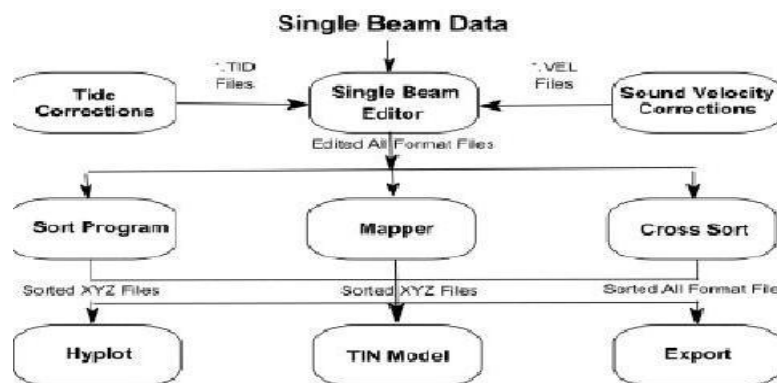 Single Beam Data
*.TID
Files
*.VEL
Files
Tide
Corrections
Single Beam
Editor
Sound Velocity
Corrections
Edited All Format Files
Sort Program
Mapper
Cross Sort
Sorted XYZ Files
Sorted XYZ Files
Sorted All Format File
Hyplot
TIN Model
Export